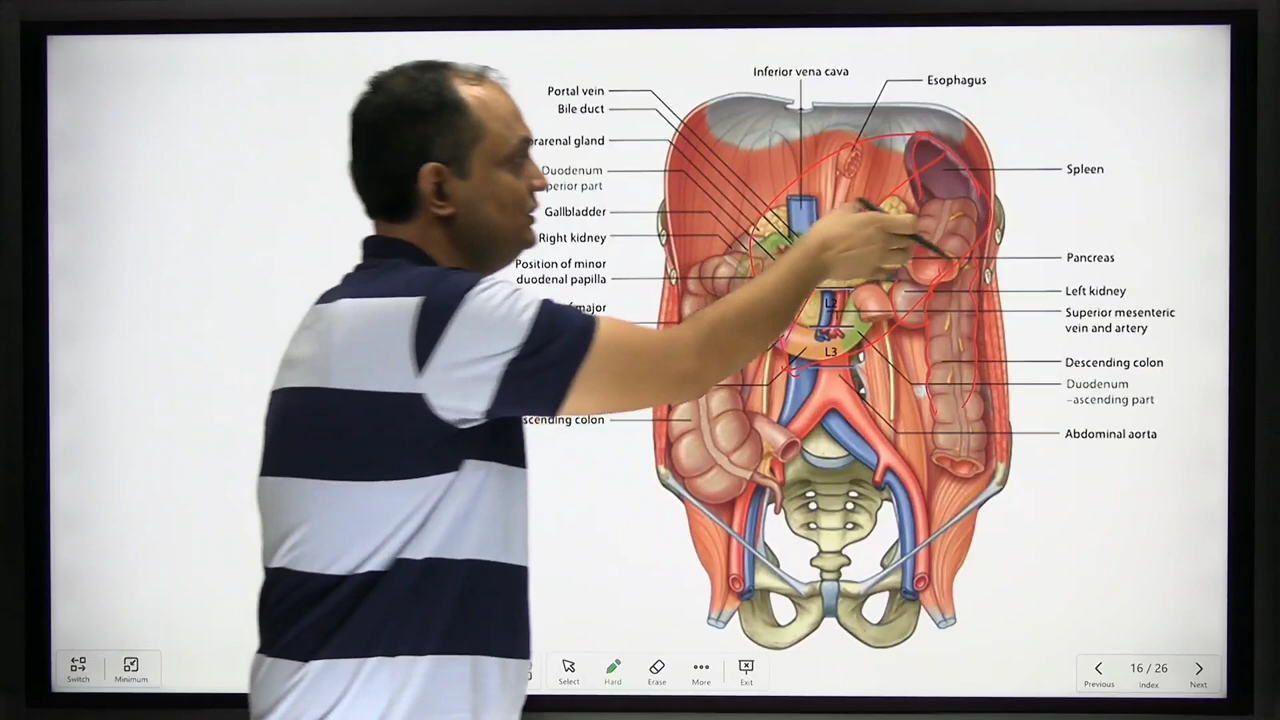 Inferior vena cava
Esophagus
Portal vein
Bile duct
prarenal gland
Duodenum
perior part
Gallbladder
Right kidney
Position of minor
duodenal papilla
major
scending colon
Spleen
Pancreas
Left kidney
Superior mesenteric
vein and artery
Descending colon
Duodenum
–ascending part
Abdominal aorta
L2
L3
Switch
Minimum
Select
Hard
Erase
More
Exit
16 / 26
Previous
Index
Next